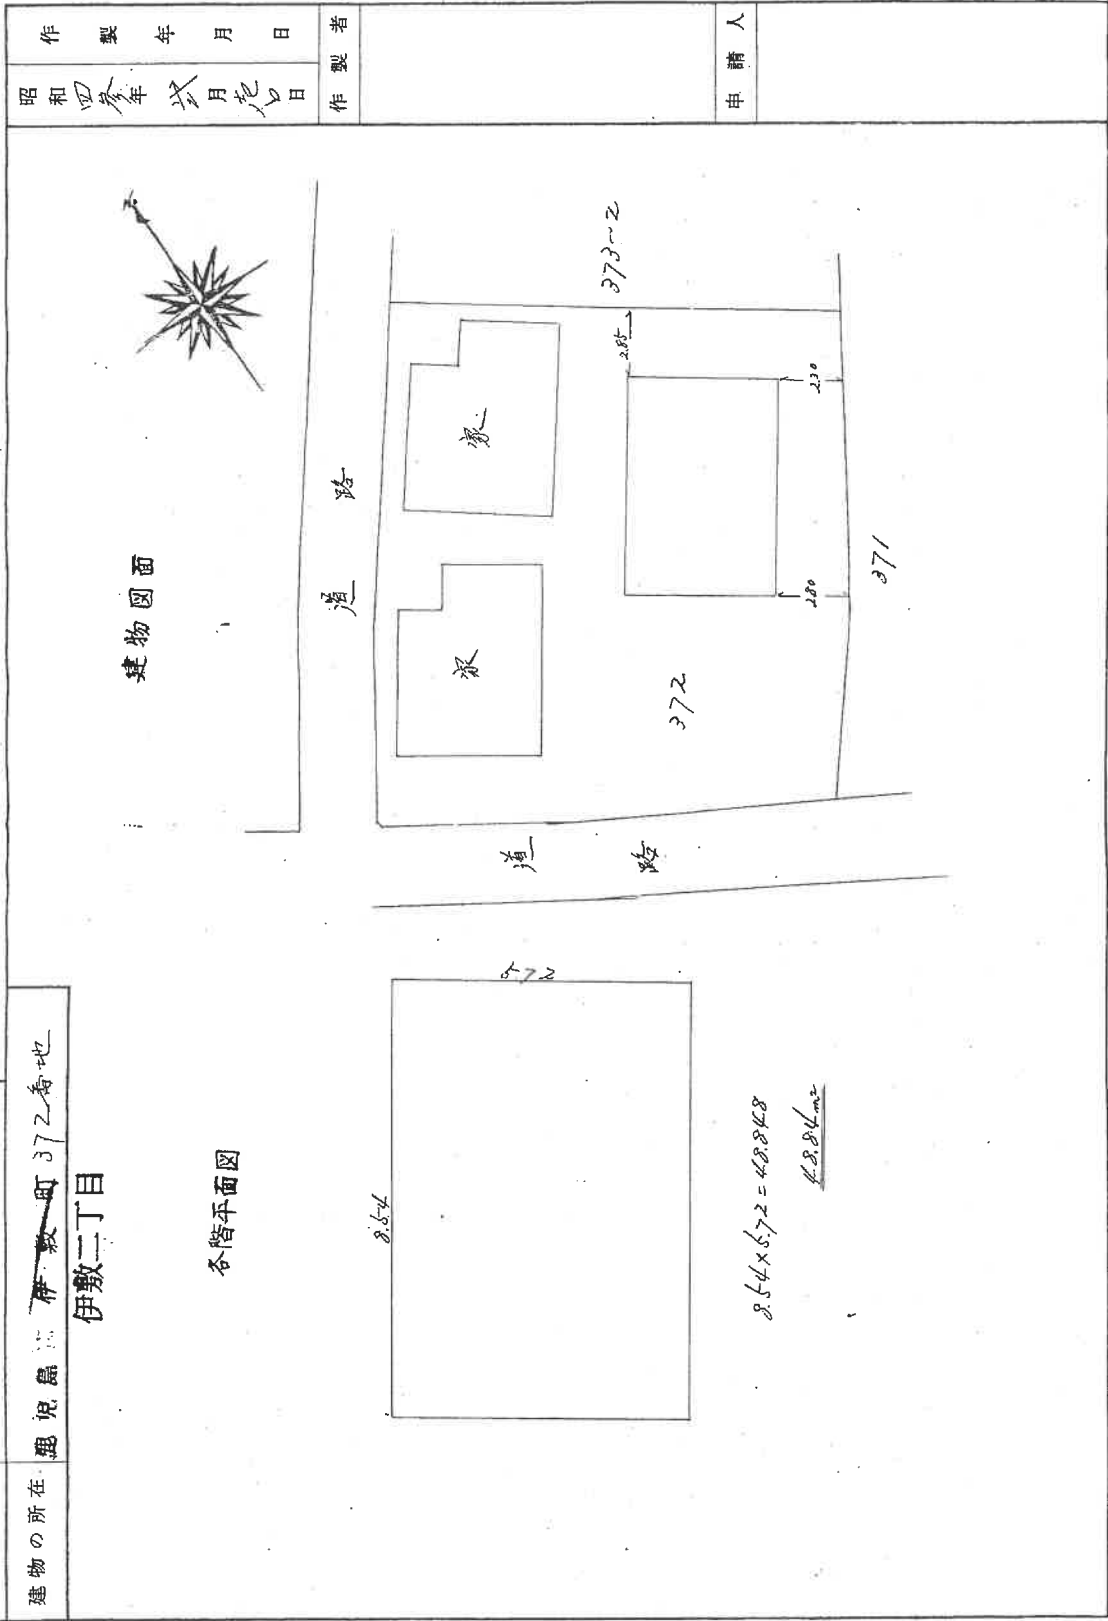 建物の所在 鹿児島市 伊敷町 372番地
伊敷二丁目
各階平面図
8.54
5.72
8.54×5.72=48.848
48.84m²
建物図面
道路
道路
家
家
372
371
373-2
2.85
2.30
2.80
作製年月日
昭和四参年弐月壱日
作製者
申請人